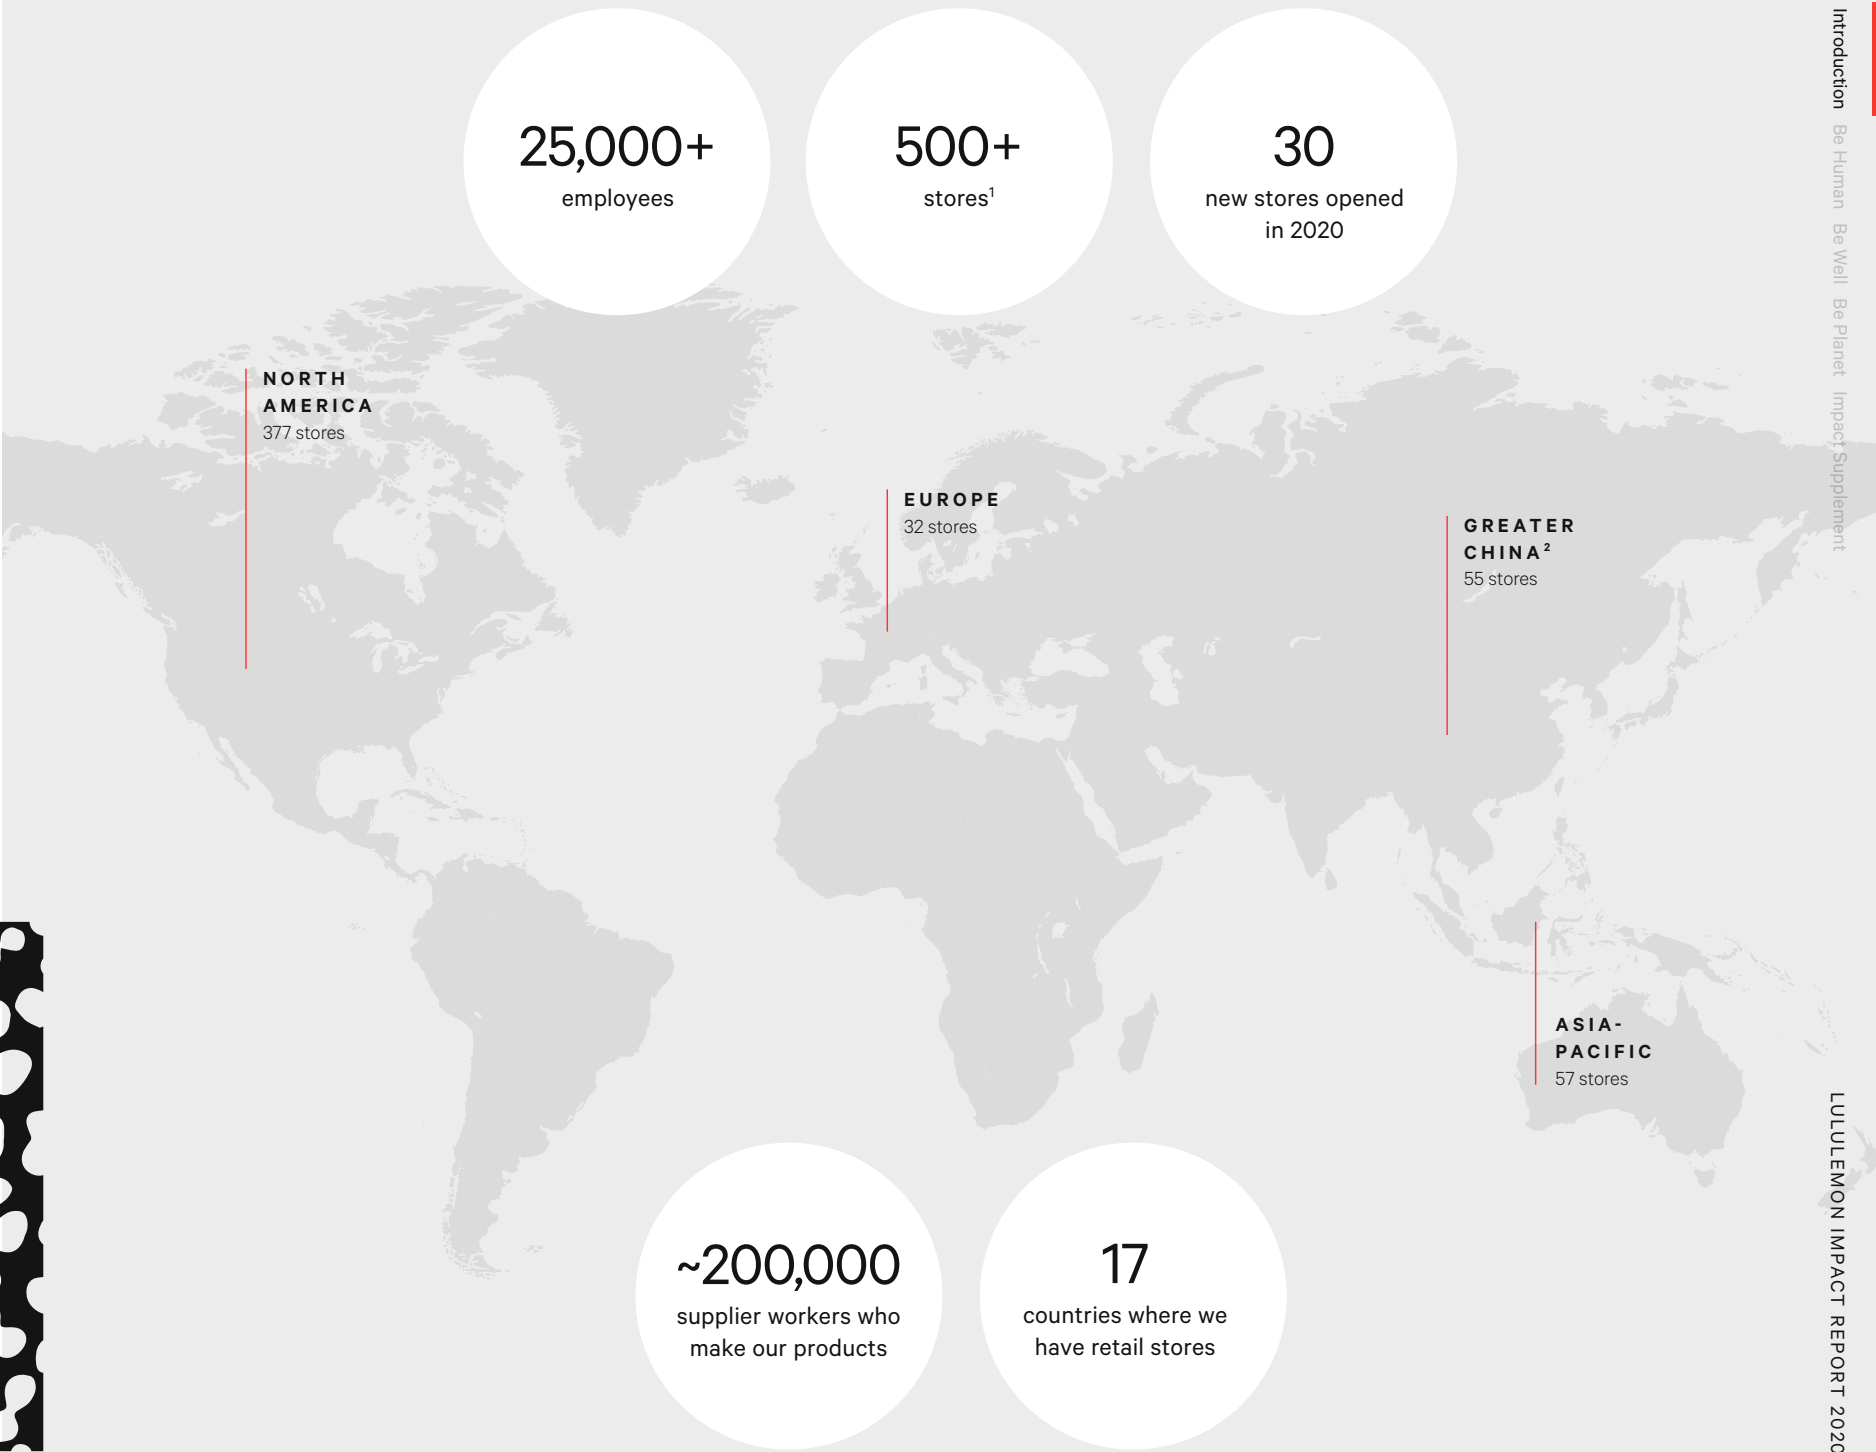 25,000+
employees
500+
stores¹
30
new stores opened
in 2020
NORTH
AMERICA
377 stores
EUROPE
32 stores
GREATER
CHINA²
55 stores
ASIA-
PACIFIC
57 stores
~200,000
supplier workers who
make our products
17
countries where we
have retail stores
Introduction Be Human Be Well Be Planet Impact Supplement
LULULEMON IMPACT REPORT 2020